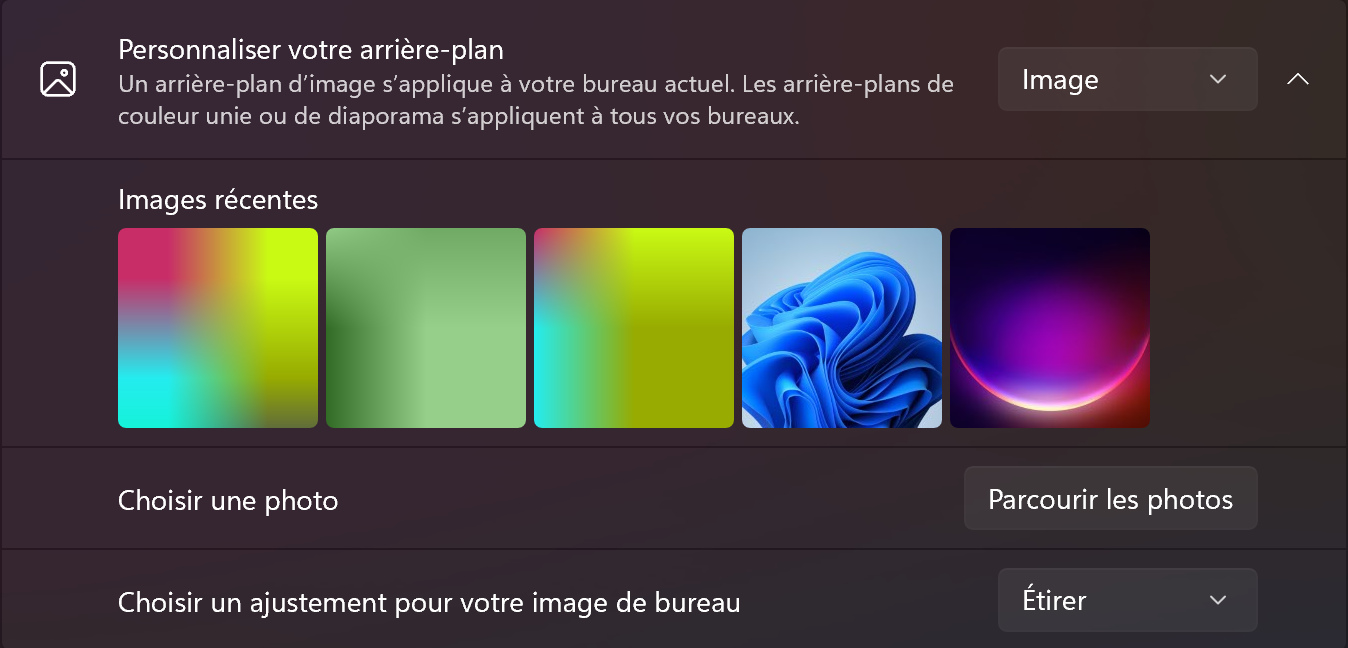 Personnaliser votre arrière-plan
Un arrière-plan d’image s’applique à votre bureau actuel. Les arrière-plans de
couleur unie ou de diaporama s’appliquent à tous vos bureaux.
Image
Images récentes
Choisir une photo
Parcourir les photos
Choisir un ajustement pour votre image de bureau
Étirer